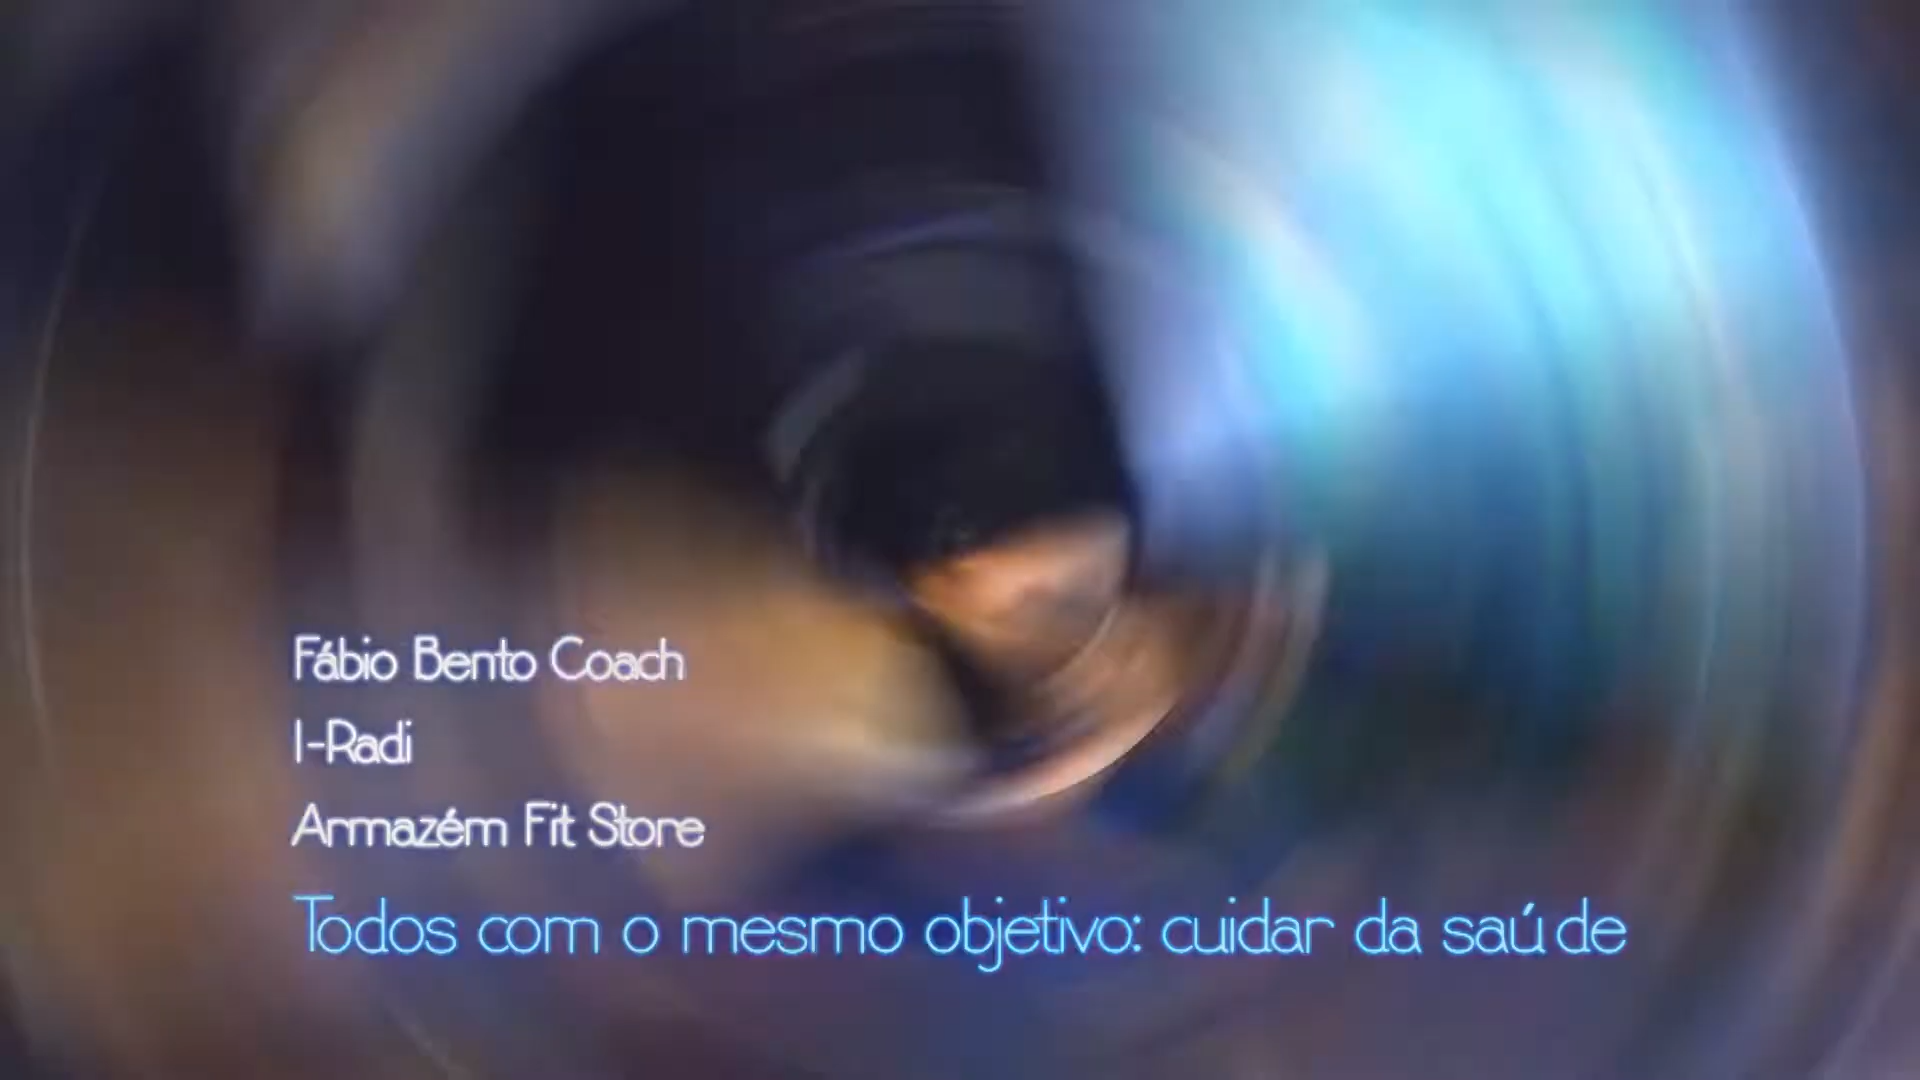 Fábio Bento Coach
I-Radi
Armazém Fit Store
Todos com o mesmo objetivo: cuidar da saúde